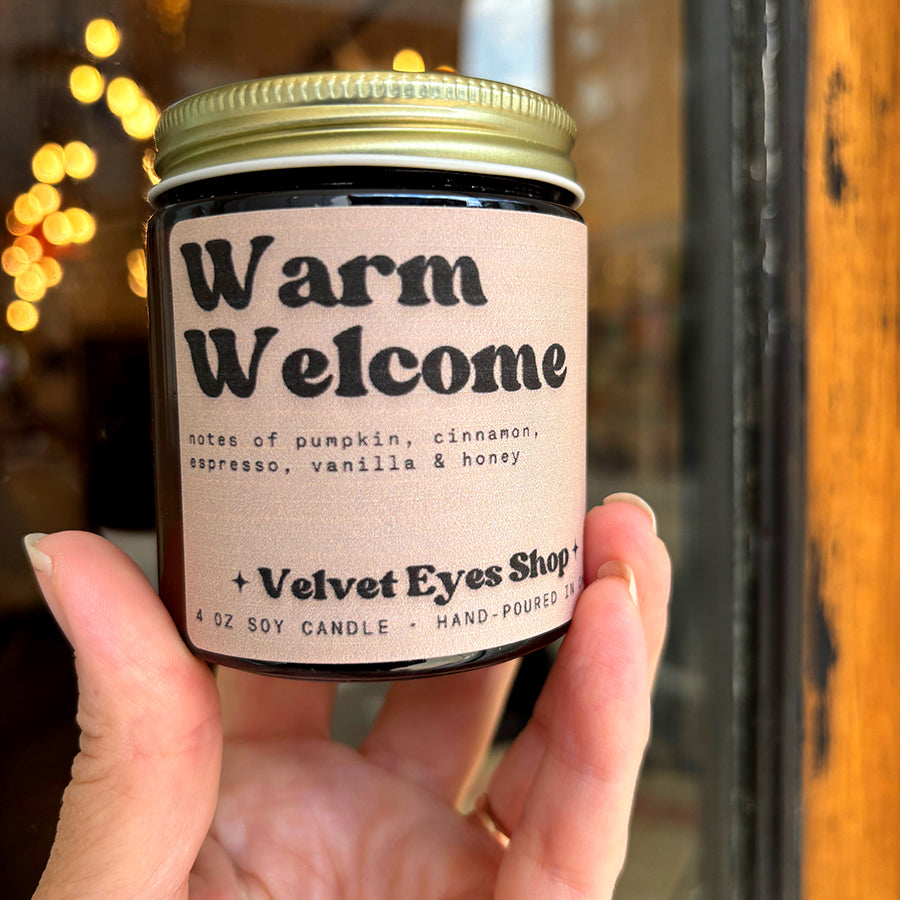 Warm
Welcome
notes of pumpkin, cinnamon,
espresso, vanilla & honey
Velvet Eyes Shop
4 OZ SOY CANDLE - HAND-POURED IN